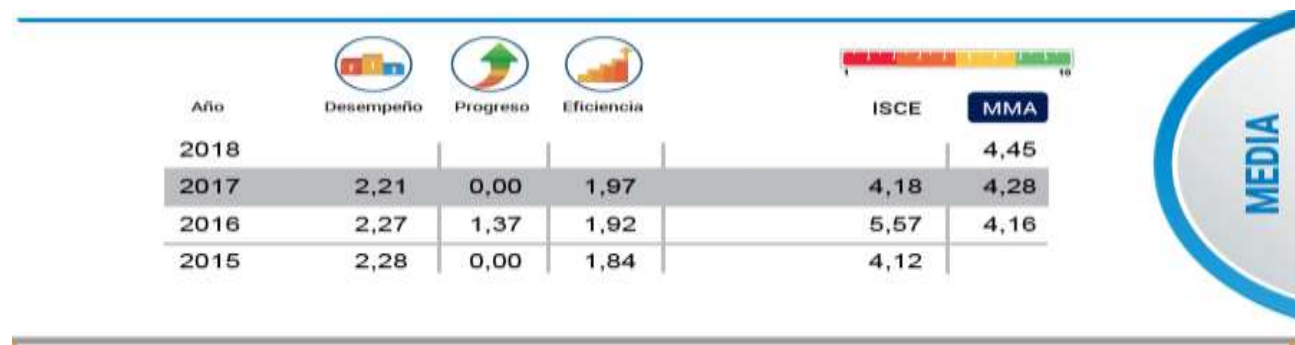 1 10
Año Desempeño Progreso Eficiencia ISCE MMA
2018 4,45
2017 2,21 0,00 1,97 4,18 4,28
2016 2,27 1,37 1,92 5,57 4,16
2015 2,28 0,00 1,84 4,12
MEDIA